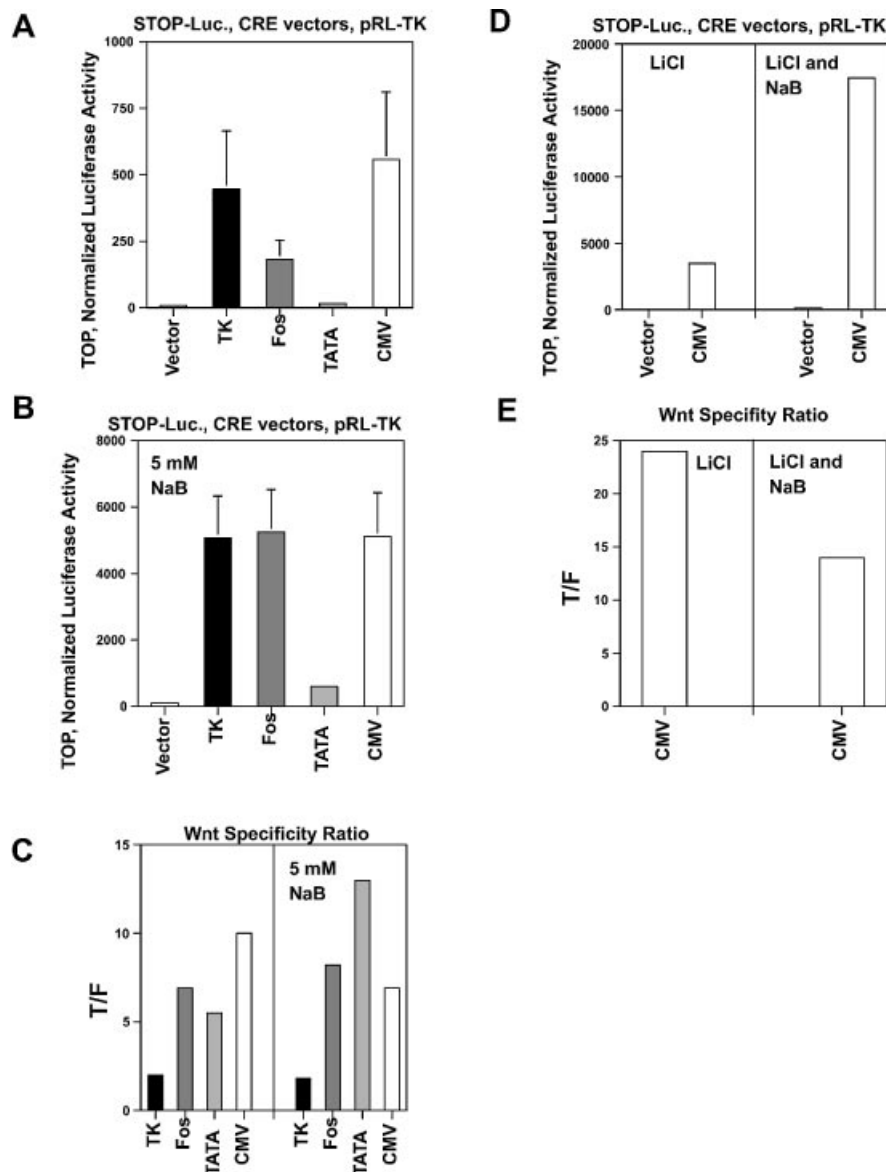 A
STOP-Luc., CRE vectors, pRL-TK
TOP, Normalized Luciferase Activity
1000
750
500
250
0
Vector
TK
Fos
TATA
CMV
B
STOP-Luc., CRE vectors, pRL-TK
TOP, Normalized Luciferase Activity
8000
6000
4000
2000
0
5 mM
NaB
Vector
TK
Fos
TATA
CMV
C
Wnt Specificity Ratio
T/F
15
10
5
0
5 mM
NaB
TK
Fos
TATA
CMV
TK
Fos
TATA
CMV
D
STOP-Luc., CRE vectors, pRL-TK
TOP, Normalized Luciferase Activity
20000
15000
10000
5000
0
LiCl
LiCl and
NaB
Vector
CMV
Vector
CMV
E
Wnt Specifity Ratio
T/F
25
20
15
10
5
0
LiCl
LiCl and
NaB
CMV
CMV